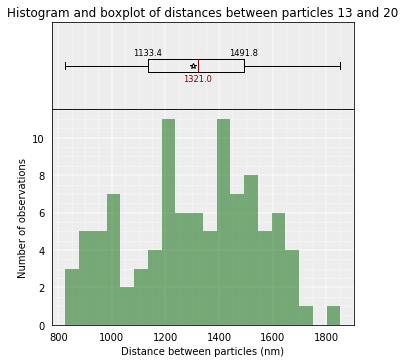 Histogram and boxplot of distances between particles 13 and 20
1133.4 1491.8
1321.0
10
8
6
4
2
0
Number of observations
800 1000 1200 1400 1600 1800
Distance between particles (nm)